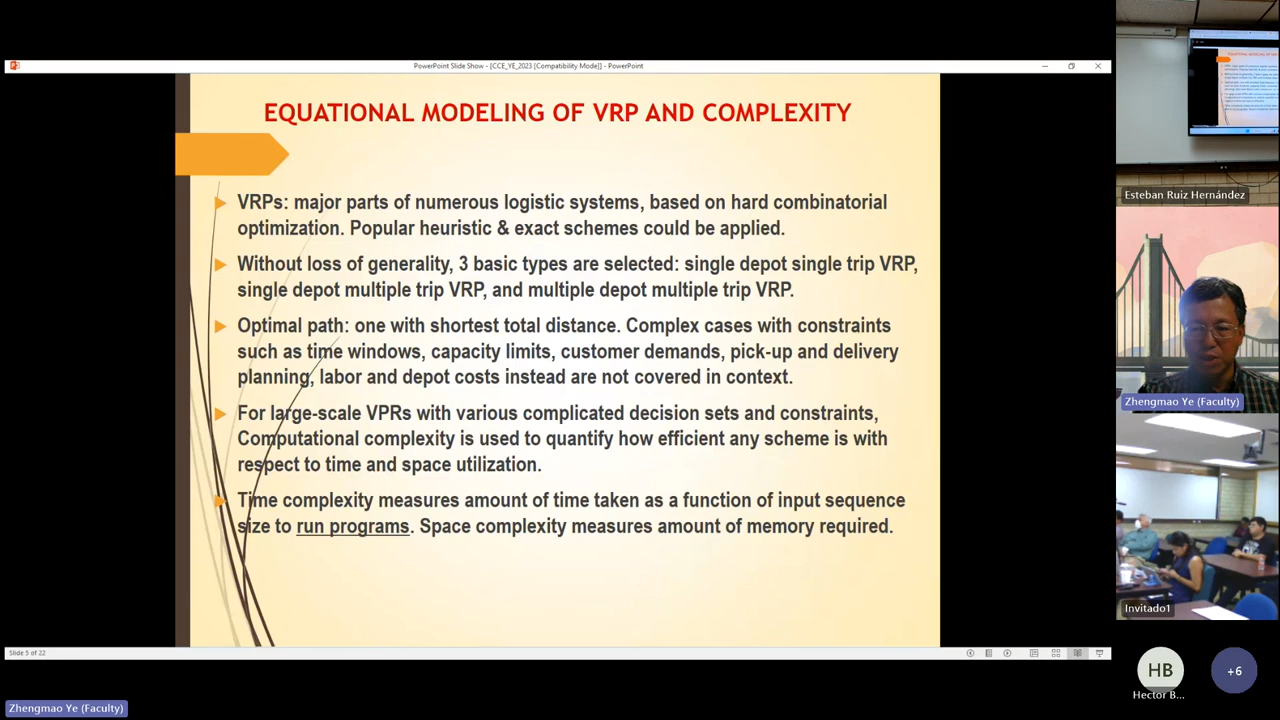 PowerPoint Slide Show - [CCE_YE_2023 [Compatibility Mode]] - PowerPoint
EQUATIONAL MODELING OF VRP AND COMPLEXITY
VRPs: major parts of numerous logistic systems, based on hard combinatorial
optimization. Popular heuristic & exact schemes could be applied.
Without loss of generality, 3 basic types are selected: single depot single trip VRP,
single depot multiple trip VRP, and multiple depot multiple trip VRP.
Optimal path: one with shortest total distance. Complex cases with constraints
such as time windows, capacity limits, customer demands, pick-up and delivery
planning, labor and depot costs instead are not covered in context.
For large-scale VPRs with various complicated decision sets and constraints,
Computational complexity is used to quantify how efficient any scheme is with
respect to time and space utilization.
Time complexity measures amount of time taken as a function of input sequence
size to run programs. Space complexity measures amount of memory required.
Slide 5 of 22
Zhengmao Ye (Faculty)
Esteban Ruiz Hernández
Zhengmao Ye (Faculty)
Invitado1
HB
Hector B...
+6